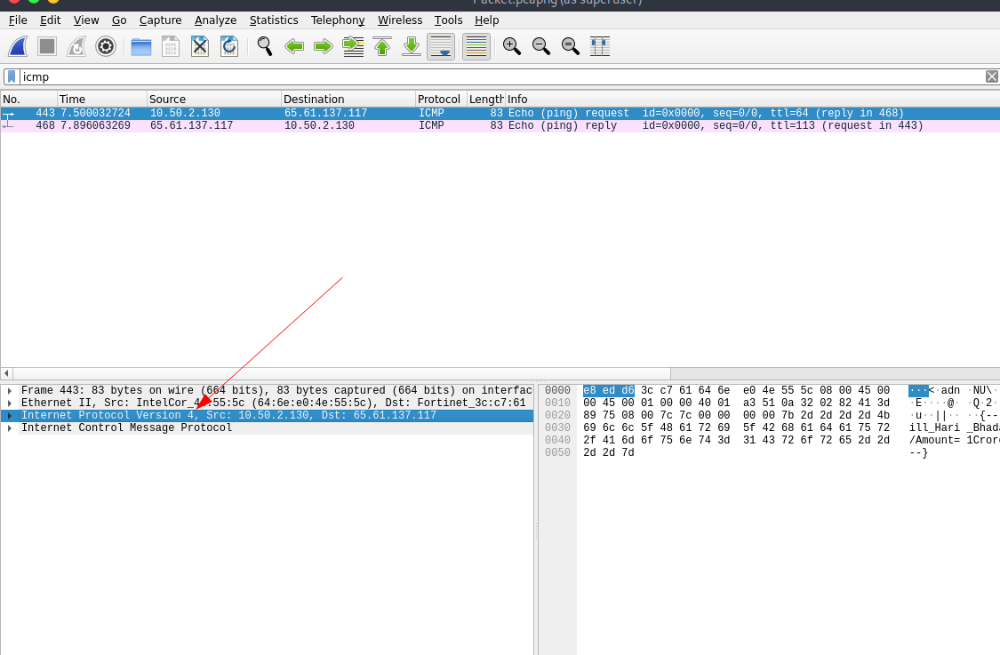 Packet.pcapng (as superuser)
File Edit View Go Capture Analyze Statistics Telephony Wireless Tools Help
icmp
No. Time Source Destination Protocol Length Info
443 7.500032724 10.50.2.130 65.61.137.117 ICMP 83 Echo (ping) request id=0x0000, seq=0/0, ttl=64 (reply in 468)
468 7.896063269 65.61.137.117 10.50.2.130 ICMP 83 Echo (ping) reply id=0x0000, seq=0/0, ttl=113 (request in 443)
Frame 443: 83 bytes on wire (664 bits), 83 bytes captured (664 bits) on interfac
Ethernet II, Src: IntelCor_4e:55:5c (64:6e:e0:4e:55:5c), Dst: Fortinet_3c:c7:61
Internet Protocol Version 4, Src: 10.50.2.130, Dst: 65.61.137.117
Internet Control Message Protocol
0000 e8 ed d6 3c c7 61 64 6e e0 4e 55 5c 08 00 45 00 ···<·adn ·NU\·
0010 00 45 00 01 00 00 40 01 a3 51 0a 32 02 82 41 3d ·E····@· ·Q·2·
0020 89 75 08 00 7c 7c 00 00 00 00 7b 2d 2d 2d 2d 4b ·u··||·· ··{--
0030 69 6c 6c 5f 48 61 72 69 5f 42 68 61 64 61 75 72 ill_Hari _Bhada
0040 2f 41 6d 6f 75 6e 74 3d 31 43 72 6f 72 65 2d 2d /Amount= 1Crore
0050 2d 2d 7d --}